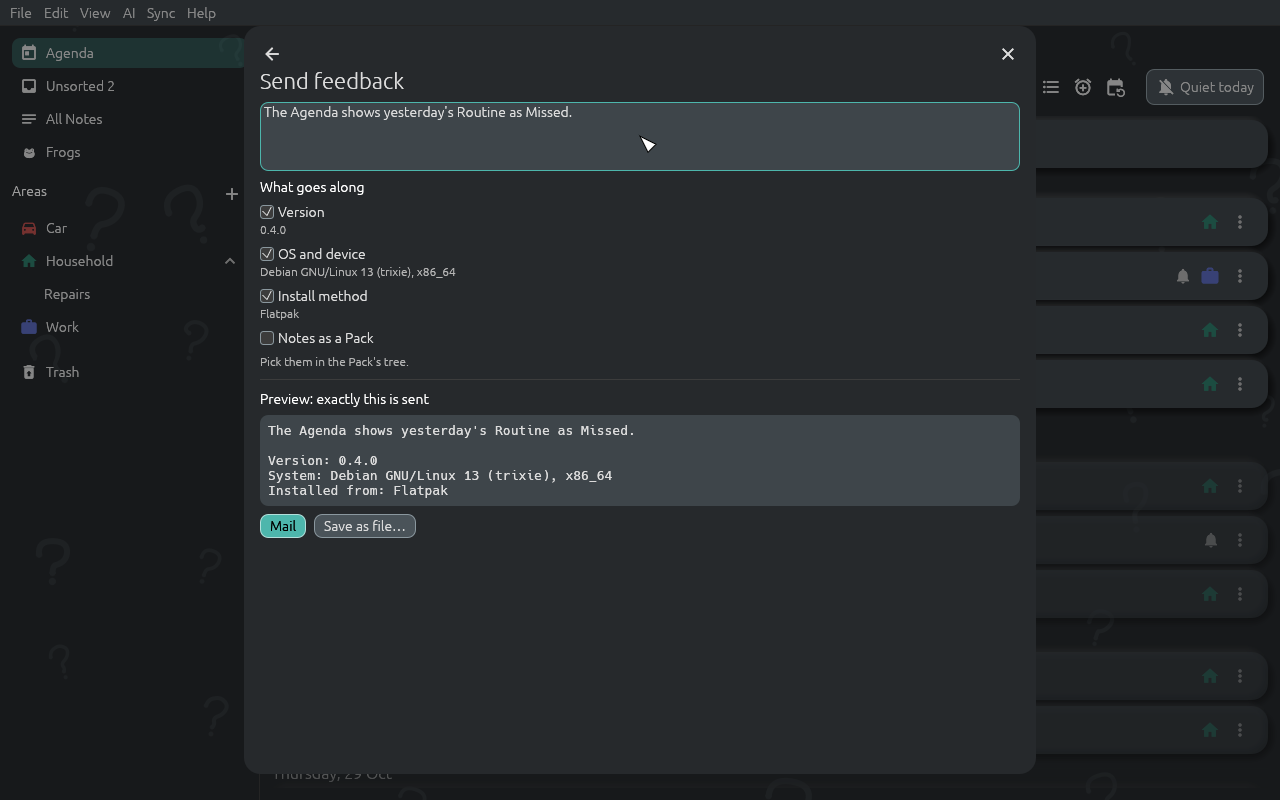 File Edit View AI Sync Help
Agenda
Unsorted 2
All Notes
Frogs
Areas
Car
Household
Repairs
Work
Trash
Send feedback
The Agenda shows yesterday's Routine as Missed.
What goes along
Version
0.4.0
OS and device
Debian GNU/Linux 13 (trixie), x86_64
Install method
Flatpak
Notes as a Pack
Pick them in the Pack's tree.
Preview: exactly this is sent
The Agenda shows yesterday's Routine as Missed.
Version: 0.4.0
System: Debian GNU/Linux 13 (trixie), x86_64
Installed from: Flatpak
Mail
Save as file...
Quiet today
Thursday, 29 Oct